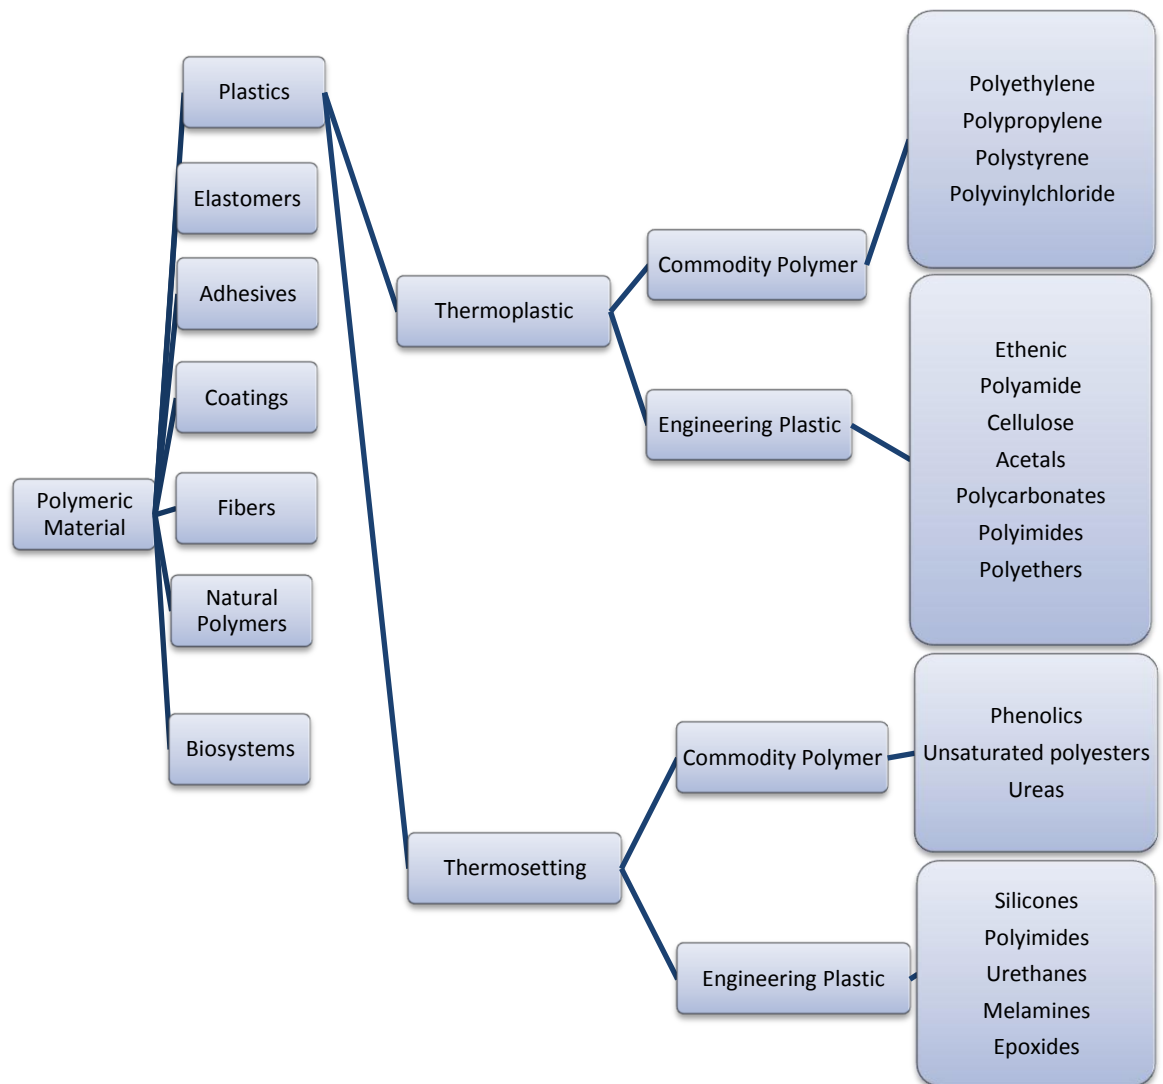 Plastics
Elastomers
Adhesives
Coatings
Fibers
Natural
Polymers
Biosystems
Polymeric
Material
Thermoplastic
Commodity Polymer
Engineering Plastic
Polyethylene
Polypropylene
Polystyrene
Polyvinylchloride
Ethenic
Polyamide
Cellulose
Acetals
Polycarbonates
Polyimides
Polyethers
Thermosetting
Commodity Polymer
Engineering Plastic
Phenolics
Unsaturated polyesters
Ureas
Silicones
Polyimides
Urethanes
Melamines
Epoxides